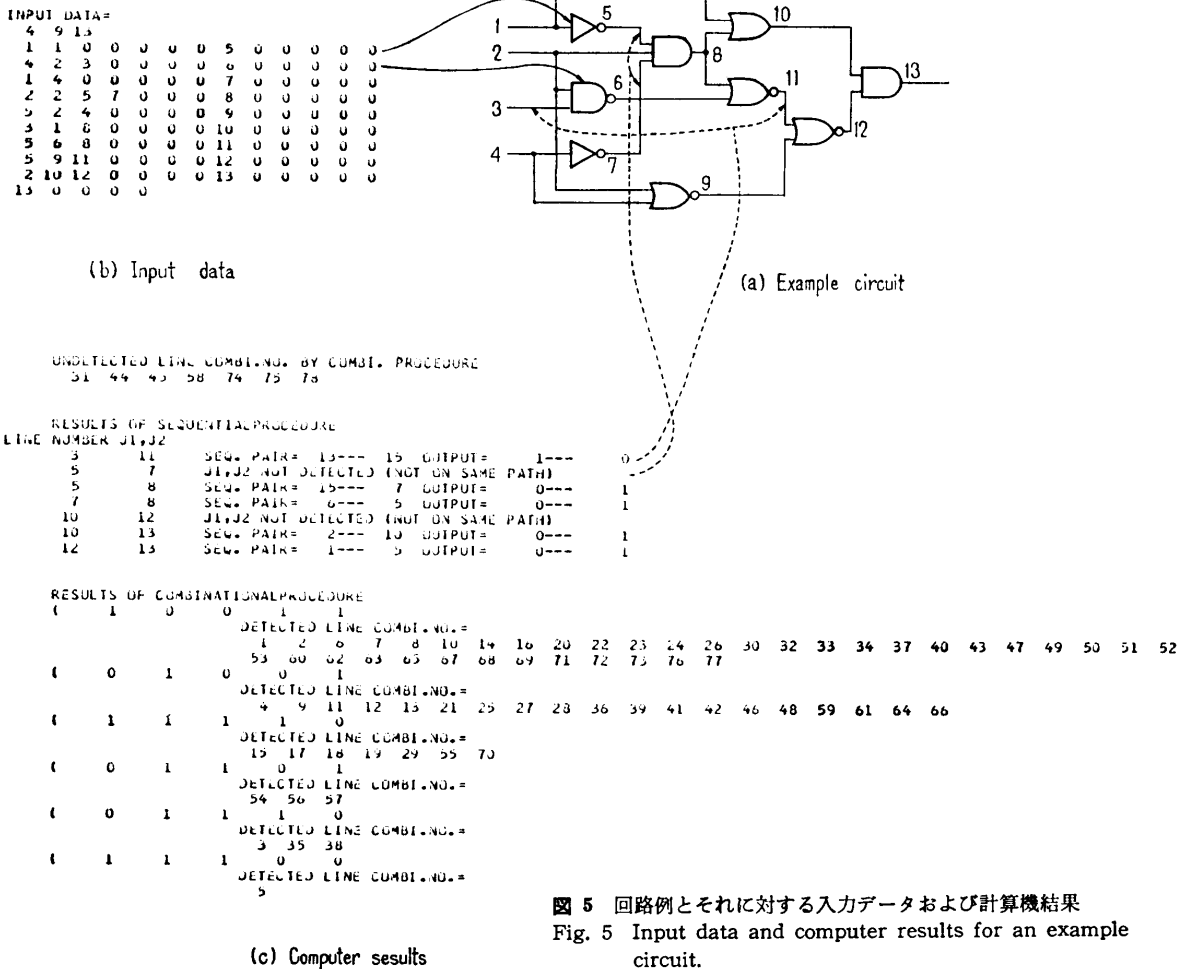 INPUT DATA=
4 9 13
1 1 0 0 0 0 0 5 0 0 0 0 0
4 2 3 0 0 0 0 6 0 0 0 0 0
1 4 0 0 0 0 0 7 0 0 0 0 0
2 2 5 7 0 0 0 8 0 0 0 0 0
5 2 4 0 0 0 0 9 0 0 0 0 0
3 1 8 0 0 0 0 10 0 0 0 0 0
5 6 8 0 0 0 0 11 0 0 0 0 0
5 9 11 0 0 0 0 12 0 0 0 0 0
2 10 12 0 0 0 0 13 0 0 0 0 0
13 0 0 0 0
(b) Input data
1
2
3
4
5
6
7
8
9
10
11
12
13
(a) Example circuit
UNDETECTED LINE COMBI.NO. BY COMBI. PROCEDURE
31 44 45 58 74 75 78
RESULTS OF SEQUENTIALPROCEDURE
LINE NUMBER J1,J2
3 11 SEQ. PAIR= 13--- 15 OUTPUT= 1--- 0
5 7 J1,J2 NOT DETECTED (NOT ON SAME PATH)
5 8 SEQ. PAIR= 15--- 7 OUTPUT= 0--- 1
7 8 SEQ. PAIR= 6--- 5 OUTPUT= 0--- 1
10 12 J1,J2 NOT DETECTED (NOT ON SAME PATH)
10 13 SEQ. PAIR= 2--- 10 OUTPUT= 0--- 1
12 13 SEQ. PAIR= 1--- 5 OUTPUT= 0--- 1
RESULTS OF COMBINATIONALPROCEDURE
( 1 0 0 1 1
DETECTED LINE COMBI.NO.=
1 2 6 7 8 10 14 16 20 22 23 24 26 30 32 33 34 37 40 43 47 49 50 51 52
53 60 62 63 65 67 68 69 71 72 73 76 77
( 0 1 0 0 1
DETECTED LINE COMBI.NO.=
4 9 11 12 13 21 25 27 28 36 39 41 42 46 48 59 61 64 66
( 1 1 1 1 0
DETECTED LINE COMBI.NO.=
15 17 18 19 29 55 70
( 0 1 1 0 1
DETECTED LINE COMBI.NO.=
54 56 57
( 0 1 1 1 0
DETECTED LINE COMBI.NO.=
3 35 38
( 1 1 1 0 0
DETECTED LINE COMBI.NO.=
5
(c) Computer sesults
図 5 回路例とそれに対する入力データおよび計算機結果
Fig. 5 Input data and computer results for an example
circuit.